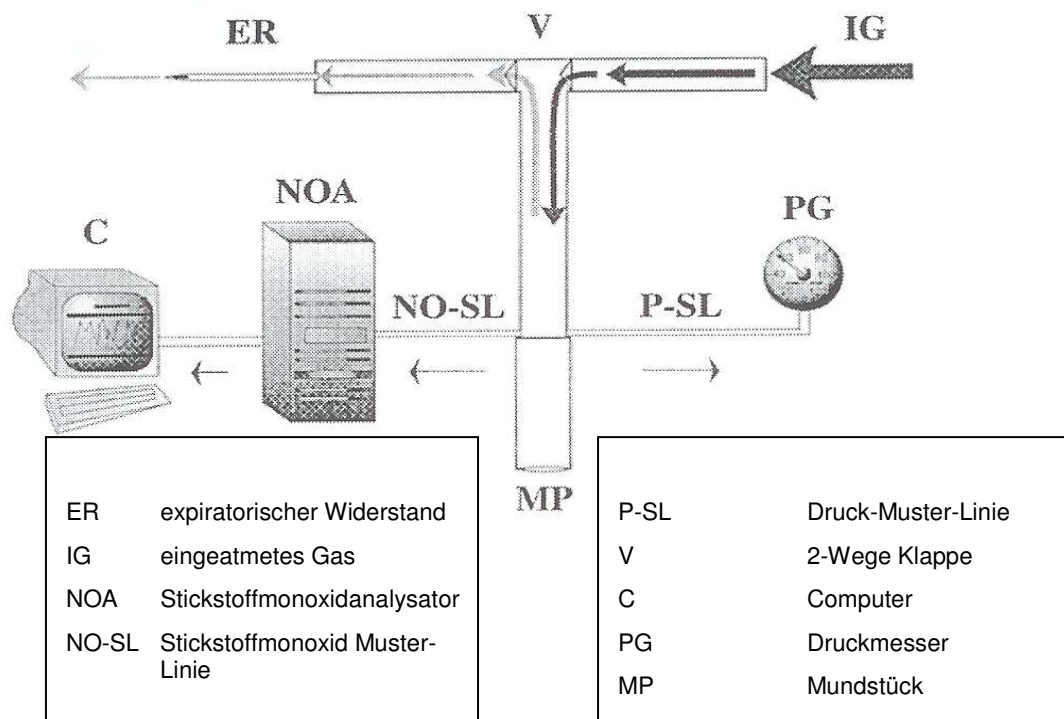 ER V IG
NOA
C
PG
NO-SL P-SL
MP
ER expiratorischer Widerstand
IG eingeatmetes Gas
NOA Stickstoffmonoxidanalysator
NO-SL Stickstoffmonoxid Muster-
Linie
P-SL Druck-Muster-Linie
V 2-Wege Klappe
C Computer
PG Druckmesser
MP Mundstück